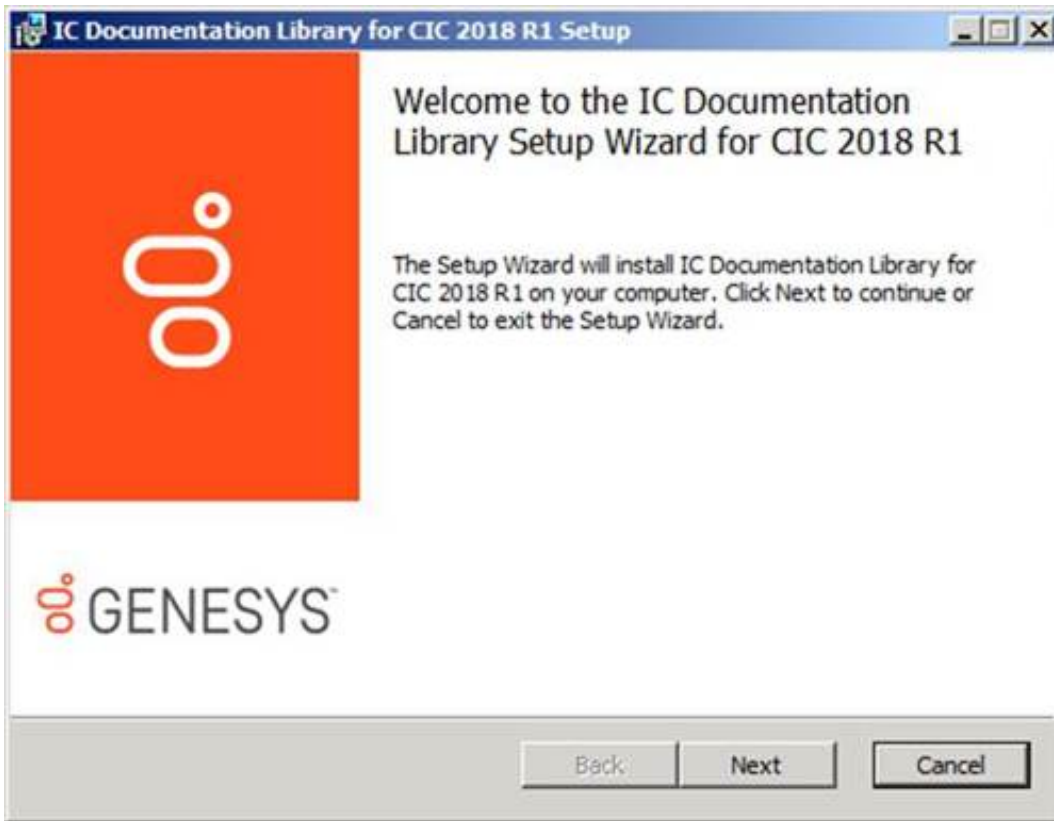 IC Documentation Library for CIC 2018 R1 Setup
Welcome to the IC Documentation
Library Setup Wizard for CIC 2018 R1
The Setup Wizard will install IC Documentation Library for
CIC 2018 R1 on your computer. Click Next to continue or
Cancel to exit the Setup Wizard.
GENESYS™
Back Next Cancel